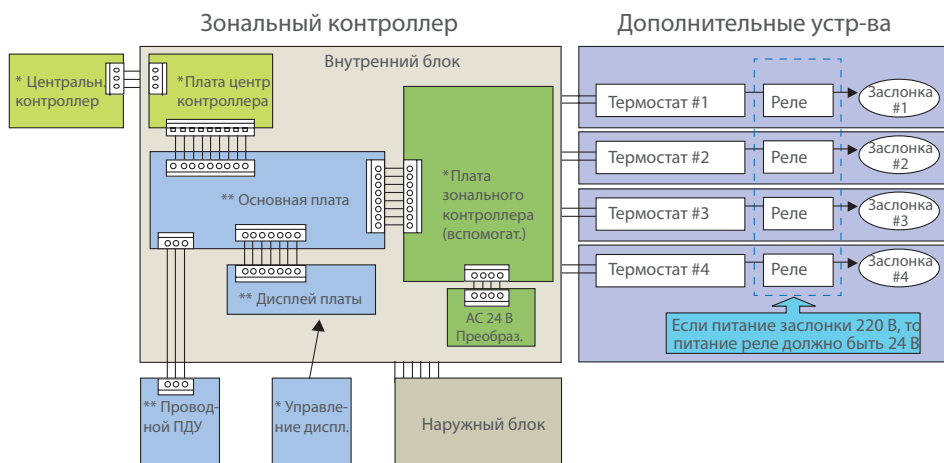 Зональный контроллер
Дополнительные устр-ва
Внутренний блок
* Центральн.
контроллер
*Плата центр
контроллера
** Основная плата
*Плата
зонального
контроллера
(вспомогат.)
** Дисплей платы
АС 24 В
Преобраз.
** Провод-
ной ПДУ
* Управле-
ние диспл.
Наружный блок
Термостат #1
Реле
Заслонка
#1
Термостат #2
Реле
Заслонка
#2
Термостат #3
Реле
Заслонка
#3
Термостат #4
Реле
Заслонка
#4
Если питание заслонки 220 В, то
питание реле должно быть 24 В